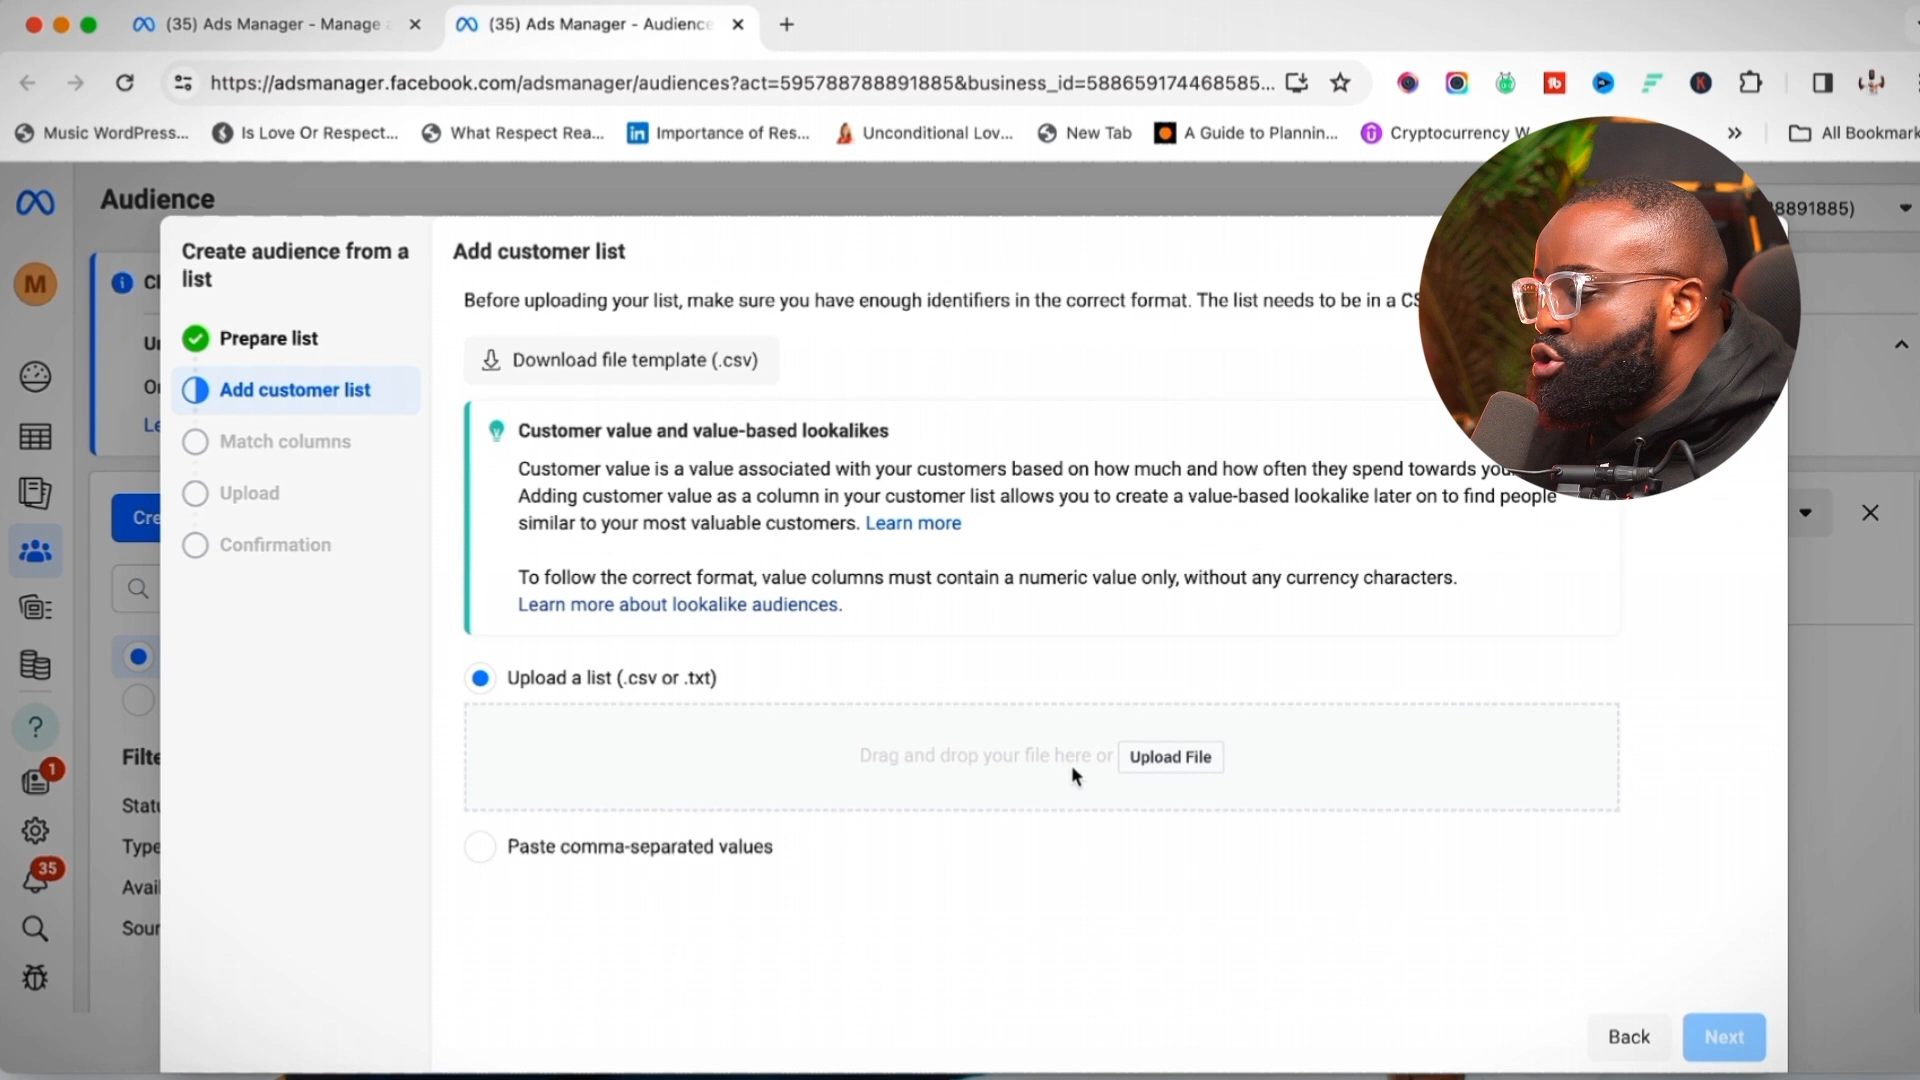 (35) Ads Manager - Manage
(35) Ads Manager - Audience
https://adsmanager.facebook.com/adsmanager/audiences?act=595788788891885&business_id=588659174468585...
Music WordPress...
Is Love Or Respect...
What Respect Rea...
Importance of Res...
Unconditional Lov...
New Tab
A Guide to Plannin...
Cryptocurrency W
All Bookmark
Audience
88891885)
M
Create audience from a
list
Prepare list
Add customer list
Match columns
Upload
Confirmation
Add customer list
Before uploading your list, make sure you have enough identifiers in the correct format. The list needs to be in a CS
Download file template (.csv)
Customer value and value-based lookalikes
Customer value is a value associated with your customers based on how much and how often they spend towards you
Adding customer value as a column in your customer list allows you to create a value-based lookalike later on to find people
similar to your most valuable customers. Learn more
To follow the correct format, value columns must contain a numeric value only, without any currency characters.
Learn more about lookalike audiences.
Upload a list (.csv or .txt)
Drag and drop your file here or Upload File
Paste comma-separated values
Back
Next
Cre
Filte
Statu
Type
Avail
Sour
1
35